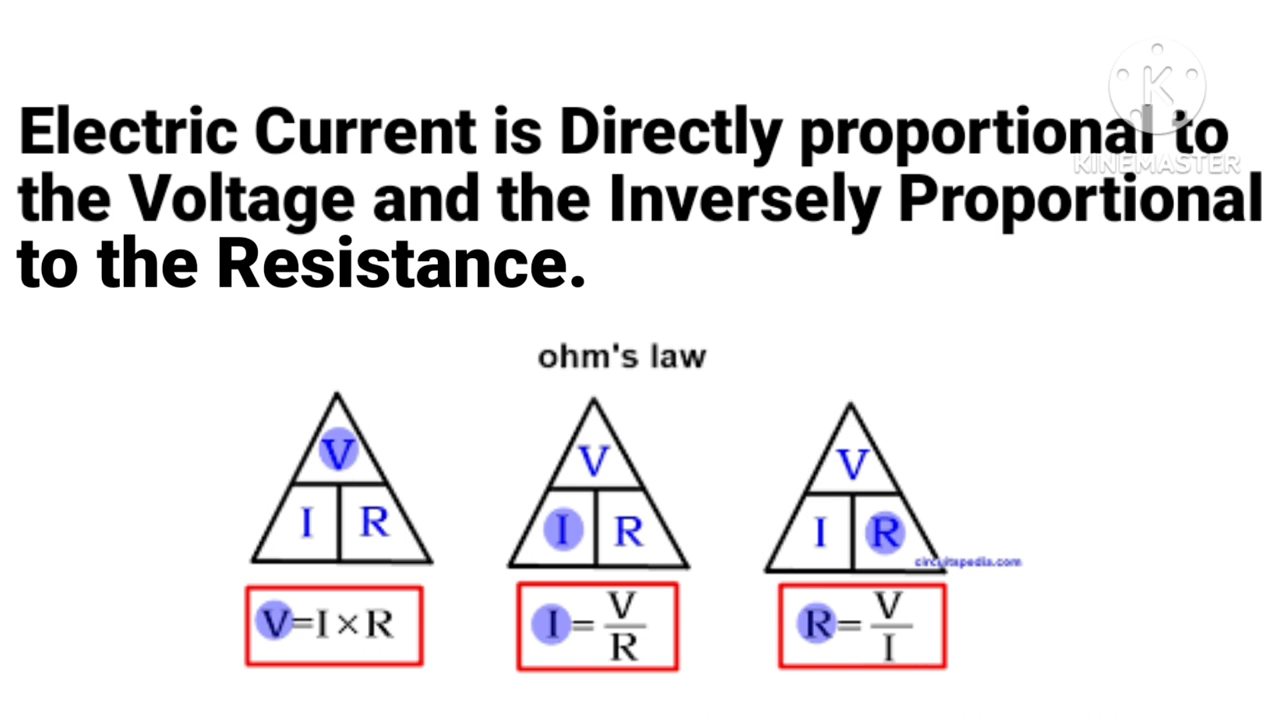 Electric Current is Directly proportional to
KINEMASTER
the Voltage and the Inversely Proportional
to the Resistance.
ohm's law
V
I R
V
I R
V
I R
circuitspedia.com
V=I×R
I=V/R
R=V/I